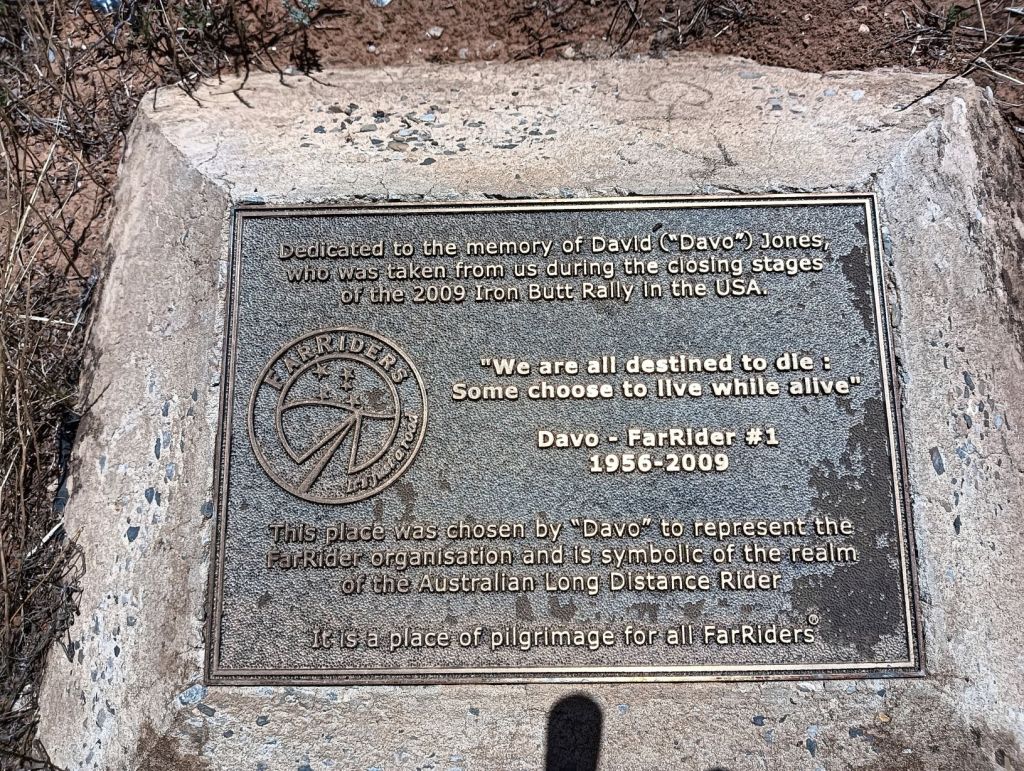 Dedicated to the memory of David ("Davo") Jones,
who was taken from us during the closing stages
of the 2009 Iron Butt Rally in the USA.
FARRIDERS
"We are all destined to die :
Some choose to live while alive"
Davo - FarRider #1
1956-2009
This place was chosen by "Davo" to represent the
FarRider organisation and is symbolic of the realm
of the Australian Long Distance Rider
It is a place of pilgrimage for all FarRiders®